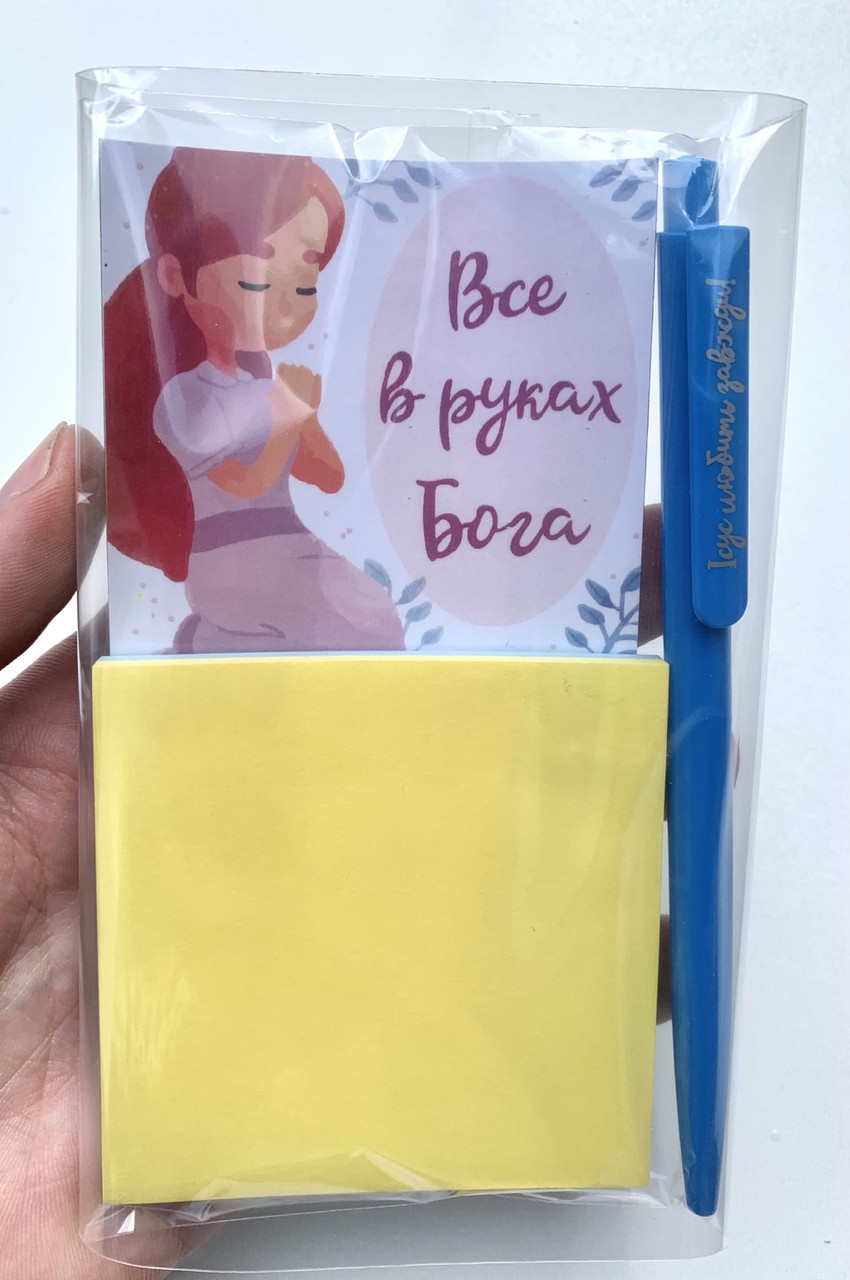 Все
в руках
Бога
Ісус любить завжди!